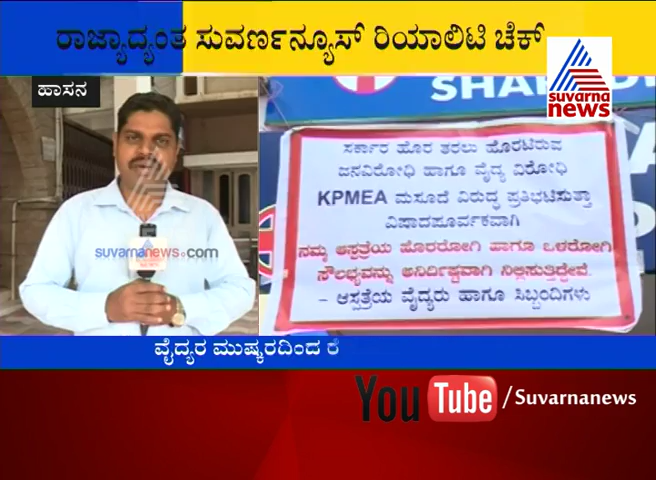 ರಾಜ್ಯಾದ್ಯಂತ ಸುವರ್ಣನ್ಯೂಸ್ ರಿಯಾಲಿಟಿ ಚೆಕ್
suvarna
NEWS
ಹಾಸನ
ಸರ್ಕಾರ ಹೊರ ತರಲು ಹೊರಟಿರುವ
ಜನವಿರೋಧಿ ಹಾಗೂ ವೈದ್ಯ ವಿರೋಧಿ
KPMEA ಮಸೂದೆ ವಿರುದ್ಧ ಪ್ರತಿಭಟಿಸುತ್ತಾ
ವಿಷಾದಪೂರ್ವಕವಾಗಿ
ನಮ್ಮ ಆಸ್ಪತ್ರೆಯ ಹೊರರೋಗಿ ಹಾಗೂ ಒಳರೋಗಿ
ಸೌಲಭ್ಯವನ್ನು ಅನಿರ್ದಿಷ್ಟವಾಗಿ ನಿಲ್ಲಿಸುತ್ತಿದ್ದೇವೆ.
– ಆಸ್ಪತ್ರೆಯ ವೈದ್ಯರು ಹಾಗೂ ಸಿಬ್ಬಂದಿಗಳು
suvarnanews.com
ವೈದ್ಯರ ಮುಷ್ಕರದಿಂದ ರೆ
YouTube /Suvarnanews